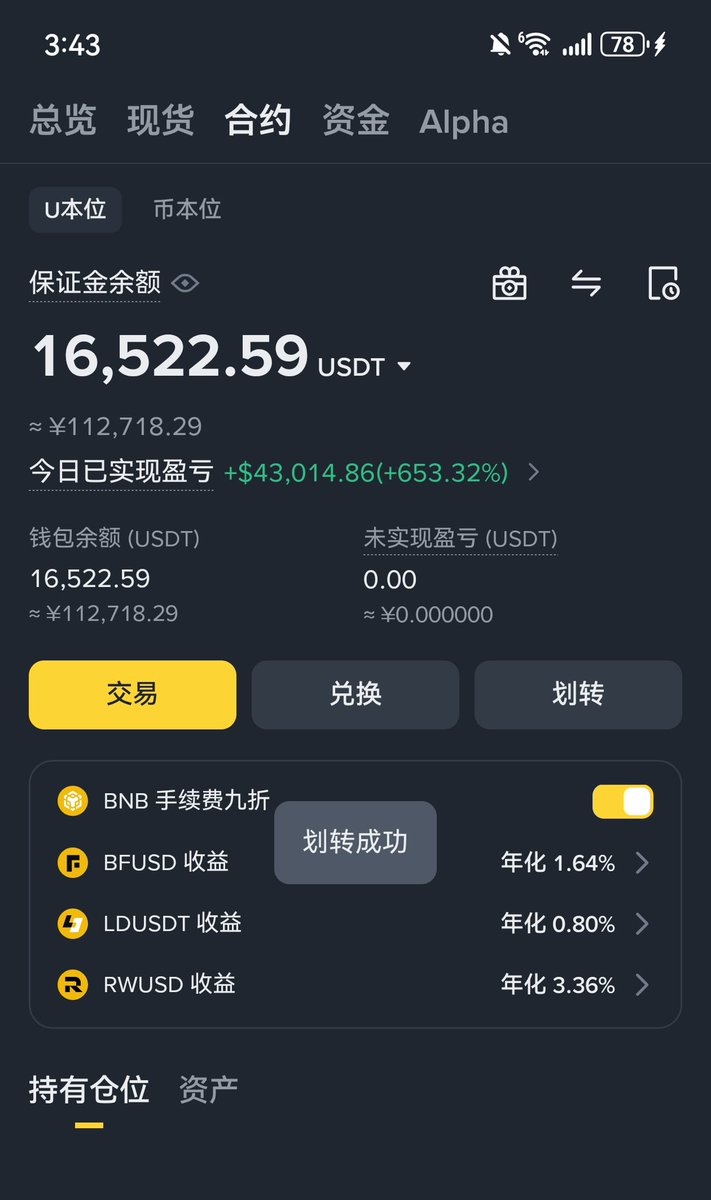 3:43
6
78
总览 现货 合约 资金 Alpha
U本位 币本位
保证金余额
16,522.59 USDT
≈ ¥112,718.29
今日已实现盈亏 +$43,014.86(+653.32%)
钱包余额 (USDT) 未实现盈亏 (USDT)
16,522.59 0.00
≈ ¥112,718.29 ≈ ¥0.000000
交易 兑换 划转
BNB 手续费九折
划转成功
BFUSD 收益 年化 1.64%
LDUSDT 收益 年化 0.80%
RWUSD 收益 年化 3.36%
持有仓位 资产